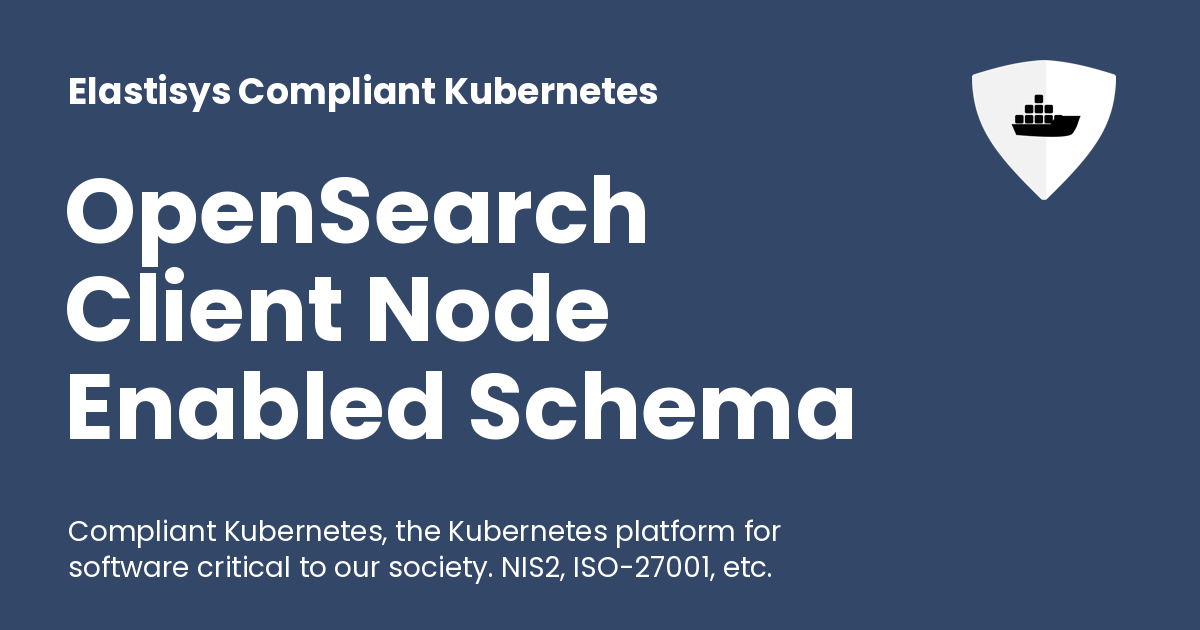 Elastisys Compliant Kubernetes
OpenSearch
Client Node
Enabled Schema
Compliant Kubernetes, the Kubernetes platform for
software critical to our society. NIS2, ISO-27001, etc.